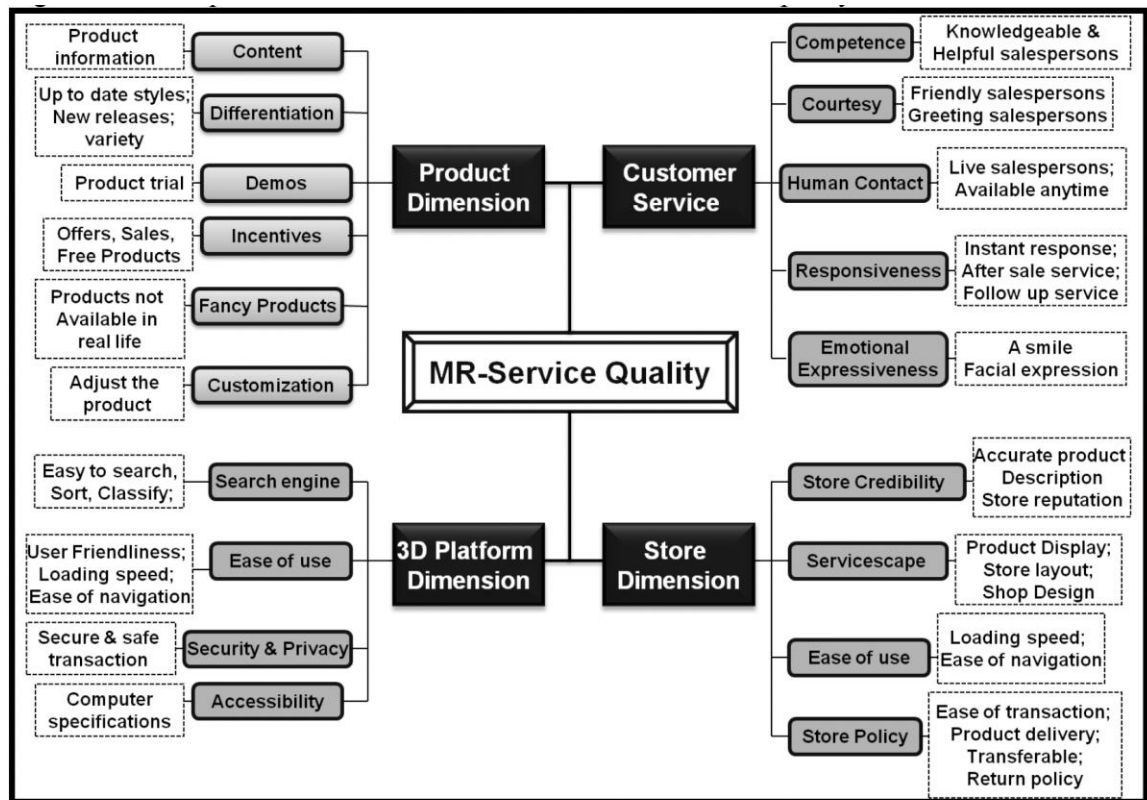 Product
information
Content
Up to date styles;
New releases;
variety
Differentiation
Product trial
Demos
Offers, Sales,
Free Products
Incentives
Products not
Available in
real life
Fancy Products
Adjust the
product
Customization
Product
Dimension
Customer
Service
Competence
Knowledgeable &
Helpful salespersons
Courtesy
Friendly salespersons
Greeting salespersons
Human Contact
Live salespersons;
Available anytime
Responsiveness
Instant response;
After sale service;
Follow up service
Emotional
Expressiveness
A smile
Facial expression
MR-Service Quality
Easy to search,
Sort, Classify;
Search engine
User Friendliness;
Loading speed;
Ease of navigation
Ease of use
Secure & safe
transaction
Security & Privacy
Computer
specifications
Accessibility
3D Platform
Dimension
Store
Dimension
Store Credibility
Accurate product
Description
Store reputation
Servicescape
Product Display;
Store layout;
Shop Design
Ease of use
Loading speed;
Ease of navigation
Store Policy
Ease of transaction;
Product delivery;
Transferable;
Return policy